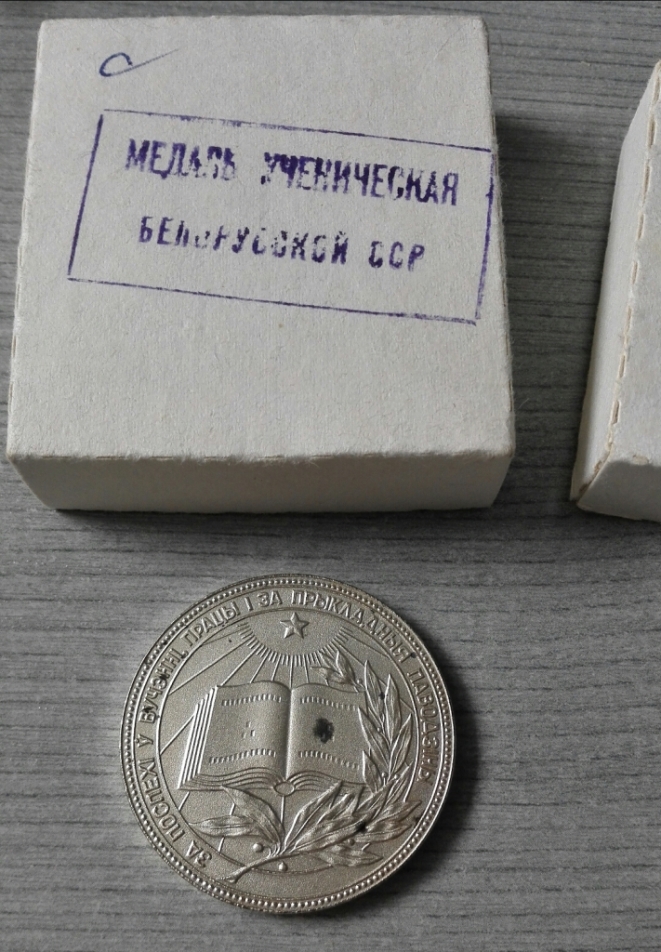 МЕДАЛЬ УЧЕНИЧЕСКАЯ
БЕЛОРУССКОЙ ССР
ЗА ПОСПЕХІ Ў ВУЧЭННІ, ПРАЦЫ І ЗА ПРЫКЛАДНЫЯ ПАВОДЗІНЫ